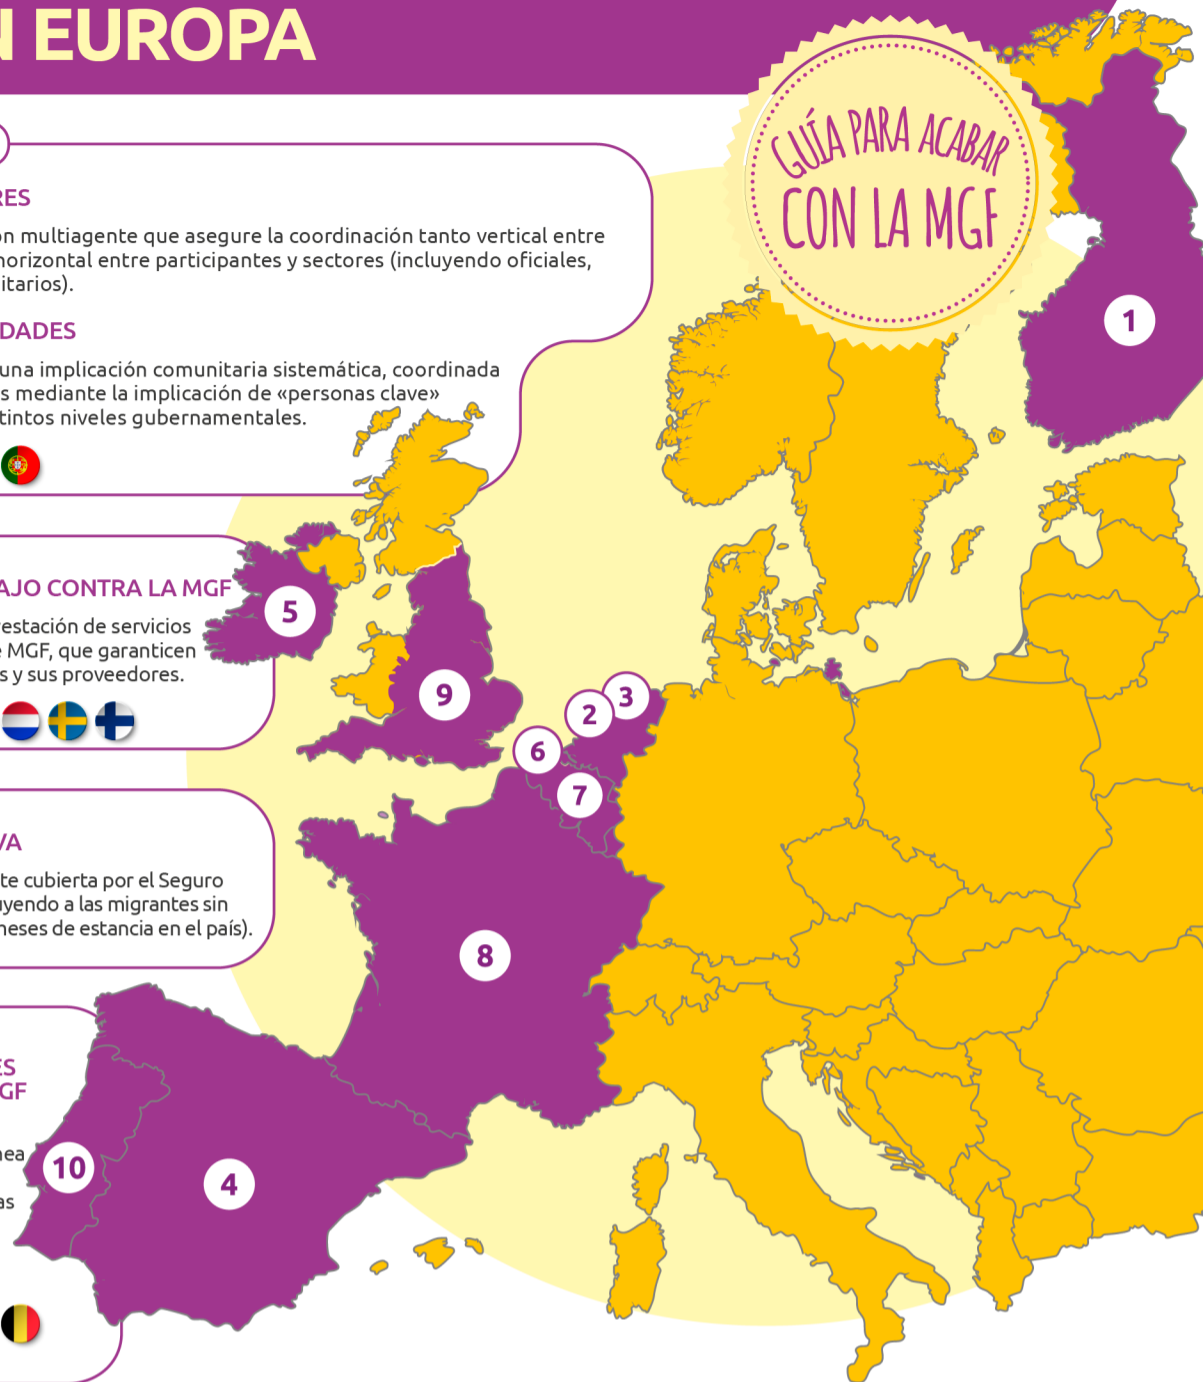 EUROPA
GUÍA PARA ACABAR
CON LA MGF
RES
ón multiagente que asegure la coordinación tanto vertical entre
horizontal entre participantes y sectores (incluyendo oficiales,
itarios).
DADES
una implicación comunitaria sistemática, coordinada
s mediante la implicación de «personas clave»
tintos niveles gubernamentales.
AJO CONTRA LA MGF
restación de servicios
e MGF, que garanticen
s y sus proveedores.
VA
te cubierta por el Seguro
uyendo a las migrantes sin
meses de estancia en el país).
ES
GF
nea
as
1
5
9
3
2
6
7
8
10
4